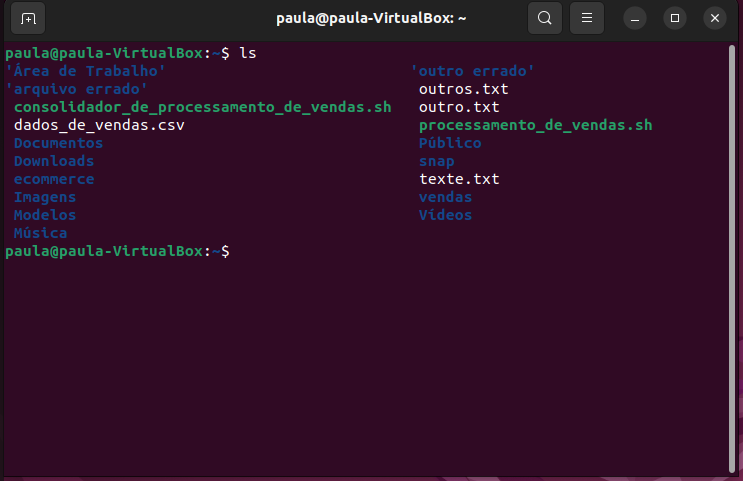 paula@paula-VirtualBox: ~
paula@paula-VirtualBox:~$ ls
'Área de Trabalho' 'outro errado'
'arquivo errado' outros.txt
consolidador_de_processamento_de_vendas.sh outro.txt
dados_de_vendas.csv processamento_de_vendas.sh
Documentos Público
Downloads snap
ecommerce texte.txt
Imagens vendas
Modelos Vídeos
Música
paula@paula-VirtualBox:~$